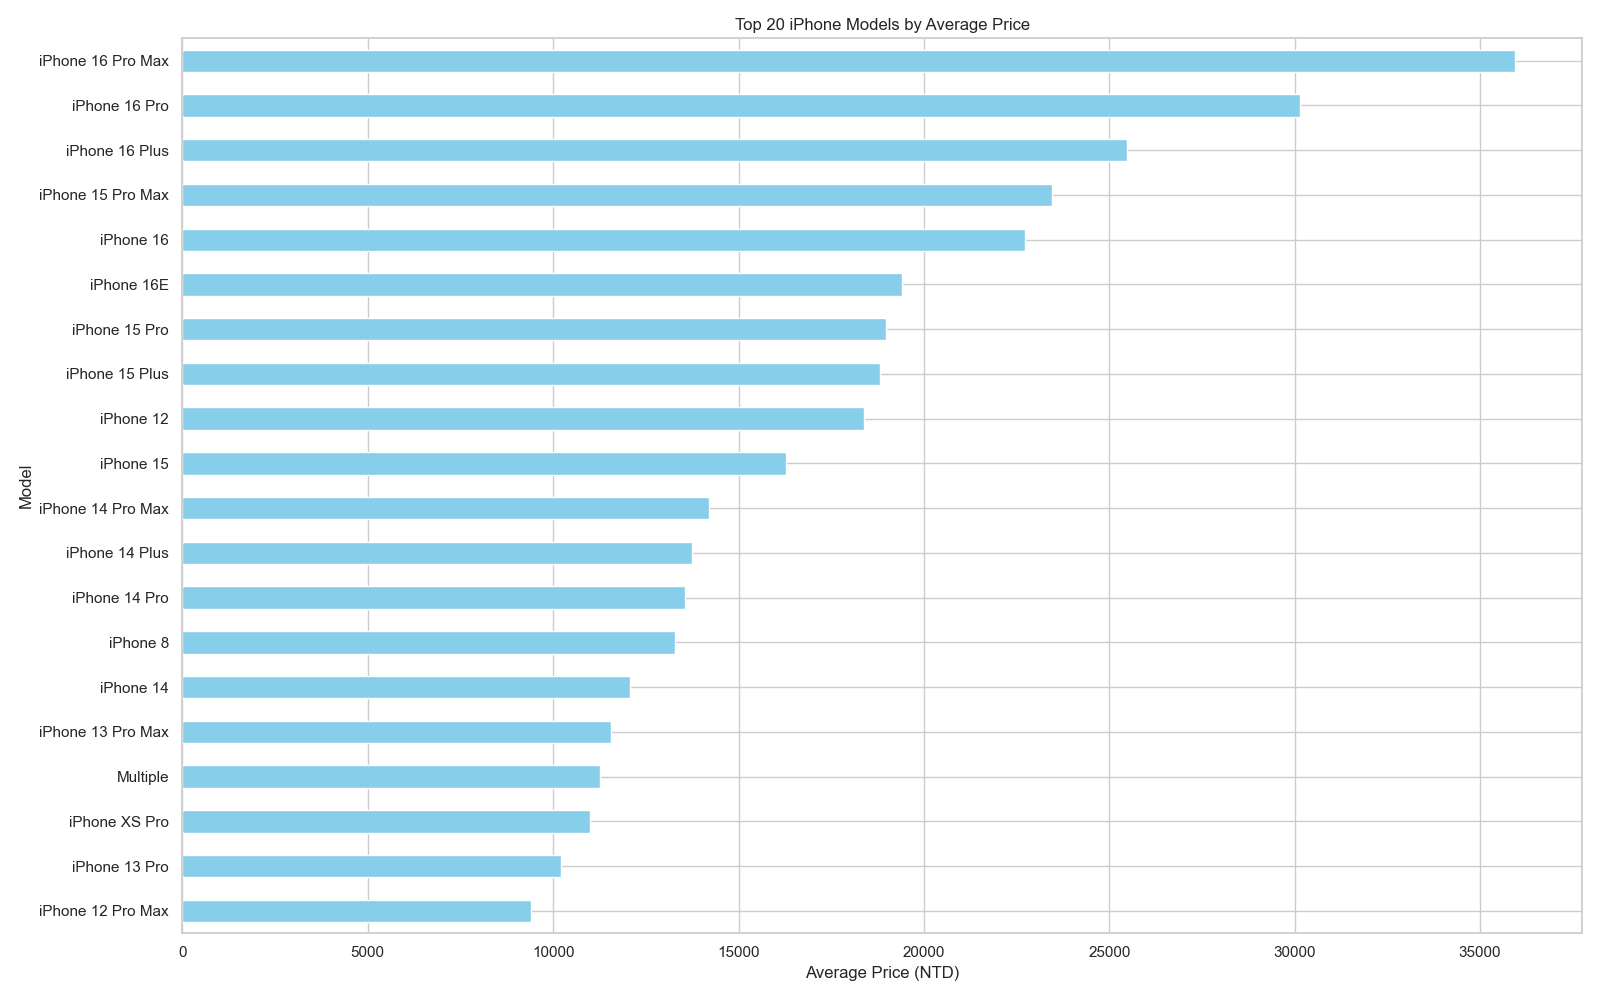 Top 20 iPhone Models by Average Price
Model
iPhone 16 Pro Max
iPhone 16 Pro
iPhone 16 Plus
iPhone 15 Pro Max
iPhone 16
iPhone 16E
iPhone 15 Pro
iPhone 15 Plus
iPhone 12
iPhone 15
iPhone 14 Pro Max
iPhone 14 Plus
iPhone 14 Pro
iPhone 8
iPhone 14
iPhone 13 Pro Max
Multiple
iPhone XS Pro
iPhone 13 Pro
iPhone 12 Pro Max
0 5000 10000 15000 20000 25000 30000 35000
Average Price (NTD)